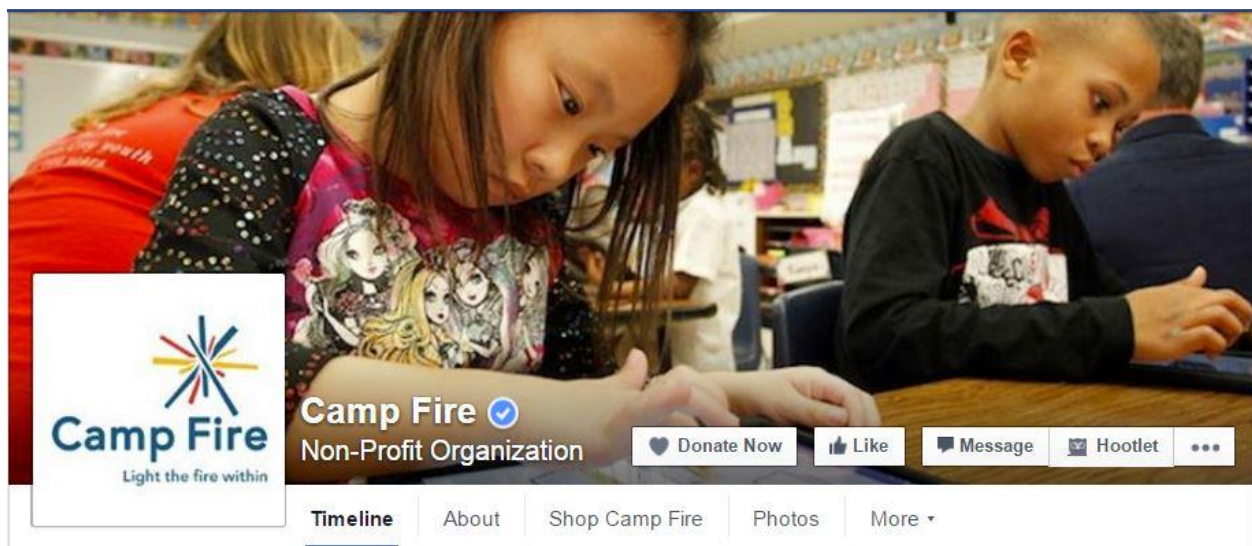 youth
Camp Fire
Light the fire within
Camp Fire
Non-Profit Organization
Donate Now
Like
Message
Hootlet
Timeline
About
Shop Camp Fire
Photos
More